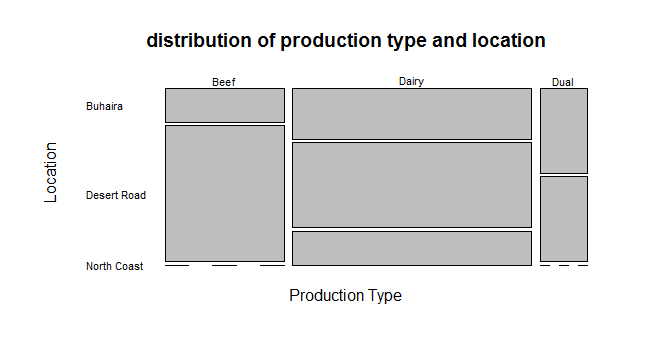 distribution of production type and location
Beef Dairy Dual
Buhaira
Desert Road
North Coast
Location
Production Type